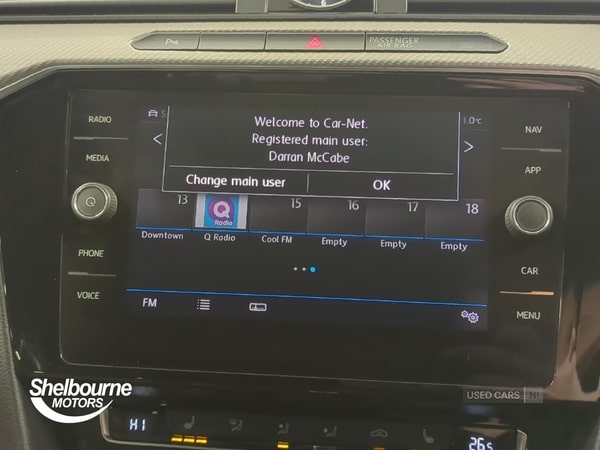 6
PASSENGER
AIR BAG
RADIO
MEDIA
PHONE
VOICE
NAV
APP
CAR
MENU
1.0°C
Welcome to Car-Net.
Registered main user:
Darran McCabe
Change main user
OK
13
15
16
17
18
Q
Radio
Downtown
Q Radio
Cool FM
Empty
Empty
Empty
FM
Shelbourne
MOTORS
USED CARS NI
HI
26.5